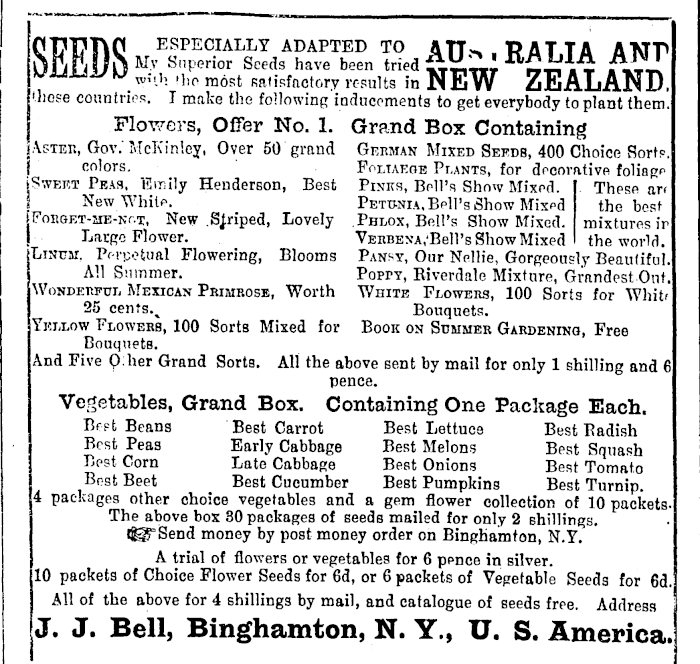 SEEDS ESPECIALLY ADAPTED TO AND
My Superior Seeds have been tried
with the most satisfactory results in NEW ZEALAND.
these countries. I make the following inducements to get everybody to plant them.
Flowers, Offer No. 1. Grand Box Containing
ASTER, Gov. McKinley, Over 50 grand
colors.
SWEET PEAS, Emily Henderson, Best
New White.
FORGET-ME-NOT, New Striped, Lovely
Large Flower.
LINUM, Perpetual Flowering, Blooms
All Summer.
WONDERFUL MEXICAN PRIMROSE, Worth
25 cents.
YELLOW FLOWERS, 100 Sorts Mixed for
Bouquets.
GERMAN MIXED SEEDS, 400 Choice Sorts.
FOLIAEGE PLANTS, for decorative foliage
PINKS, Bell's Show Mixed.
PETUNIA, Bell's Show Mixed
PHLOX, Bell's Show Mixed.
VERBENA, Bell's Show Mixed
These are
the best
mixtures in
the world.
PANSY, Our Nellie, Gorgeously Beautiful.
POPPY, Riverdale Mixture, Grandest Out.
WHITE FLOWERS, 100 Sorts for White
Bouquets.
BOOK ON SUMMER GARDENING, Free
And Five Other Grand Sorts. All the above sent by mail for only 1 shilling and 6
pence.
Vegetables, Grand Box. Containing One Package Each.
Best Beans Best Carrot Best Lettuce Best Radish
Best Peas Early Cabbage Best Melons Best Squash
Best Corn Late Cabbage Best Onions Best Tomato
Best Beet Best Cucumber Best Pumpkins Best Turnip.
4 packages other choice vegetables and a gem flower collection of 10 packets.
The above box 30 packages of seeds mailed for only 2 shillings.
☞ Send money by post money order on Binghamton, N.Y.
A trial of flowers or vegetables for 6 pence in silver.
10 packets of Choice Flower Seeds for 6d, or 6 packets of Vegetable Seeds for 6d.
All of the above for 4 shillings by mail, and catalogue of seeds free. Address
J. J. Bell, Binghamton, N. Y., U. S. America.